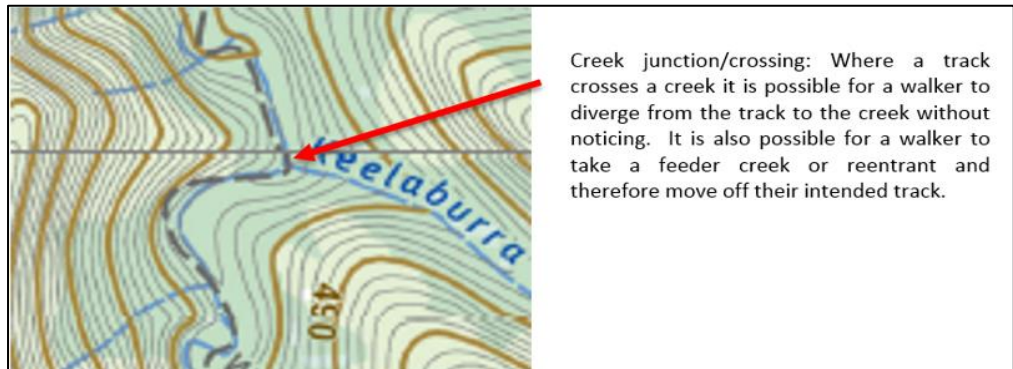 Creek junction/crossing: Where a track
crosses a creek it is possible for a walker to
diverge from the track to the creek without
noticing. It is also possible for a walker to
take a feeder creek or reentrant and
therefore move off their intended track.
Keelaburra
490